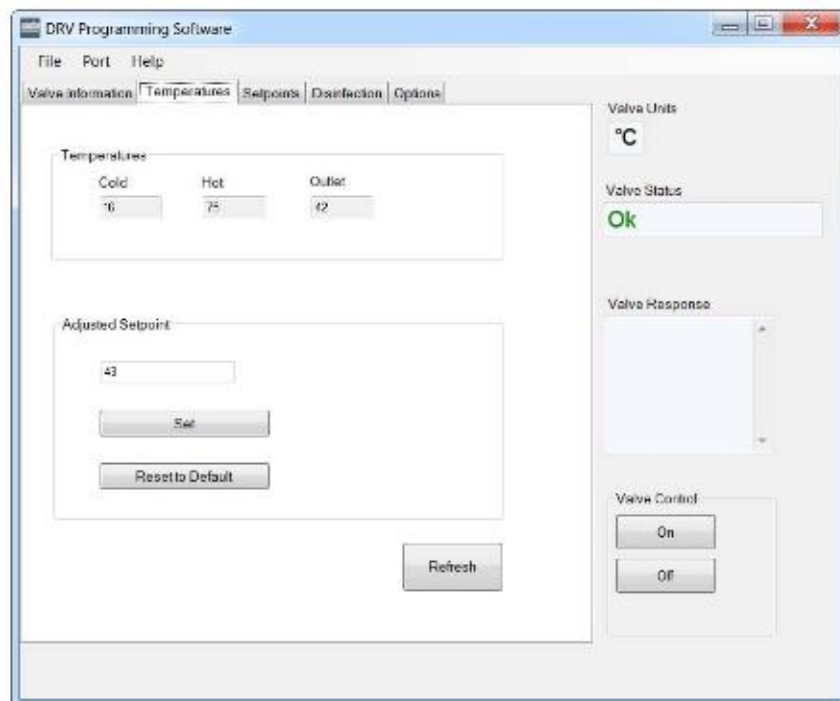 DRV Programming Software
File Port Help
Valve Information Temperatures Setpoints Disinfection Options
Temperatures
Cold Hot Outlet
16 75 42
Adjusted Setpoint
43
Set
Reset to Default
Refresh
Valve Units
°C
Valve Status
Ok
Valve Response
Valve Control
On
Off